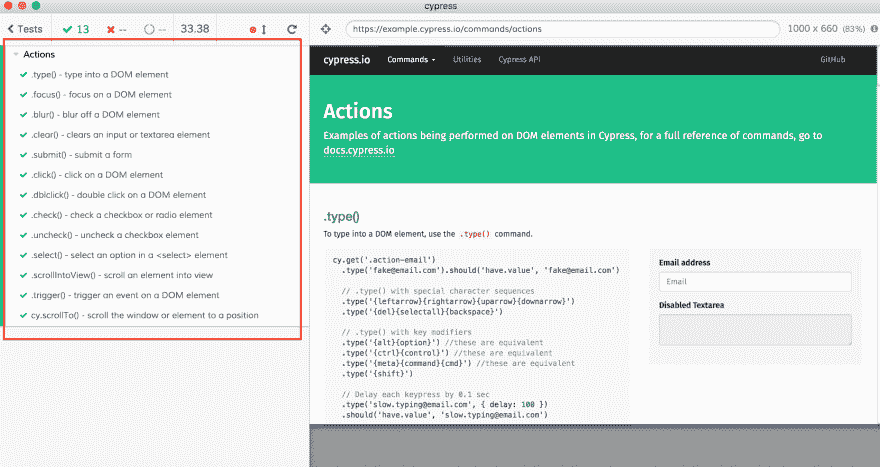 cypress
Tests
13
--
--
33.38
https://example.cypress.io/commands/actions
1000 x 660 (83%)
Actions
.type() - type into a DOM element
.focus() - focus on a DOM element
.blur() - blur off a DOM element
.clear() - clears an input or textarea element
.submit() - submit a form
.click() - click on a DOM element
.dblclick() - double click on a DOM element
.check() - check a checkbox or radio element
.uncheck() - uncheck a checkbox element
.select() - select an option in a <select> element
.scrollIntoView() - scroll an element into view
.trigger() - trigger an event on a DOM element
cy.scrollTo() - scroll the window or element to a position
cypress.io
Commands
Utilities
Cypress API
GitHub
Actions
Examples of actions being performed on DOM elements in Cypress, for a full reference of commands, go to
docs.cypress.io
.type()
To type into a DOM element, use the .type() command.
cy.get('.action-email')
.type('fake@email.com').should('have.value', 'fake@email.com')
// .type() with special character sequences
.type('{leftarrow}{rightarrow}{uparrow}{downarrow}')
.type('{del}{selectall}{backspace}')
// .type() with key modifiers
.type('{alt}{option}') //these are equivalent
.type('{ctrl}{control}') //these are equivalent
.type('{meta}{command}{cmd}') //these are equivalent
.type('{shift}')
// Delay each keypress by 0.1 sec
.type('slow.typing@email.com', { delay: 100 })
.should('have.value', 'slow.typing@email.com')
Email address
Email
Disabled Textarea